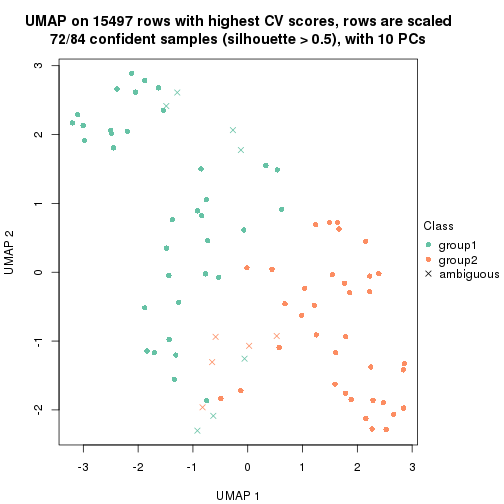 UMAP on 15497 rows with highest CV scores, rows are scaled
72/84 confident samples (silhouette > 0.5), with 10 PCs
3
2
1
0
-1
-2
UMAP 2
Class
group1
group2
ambiguous
-3 -2 -1 0 1 2 3
UMAP 1